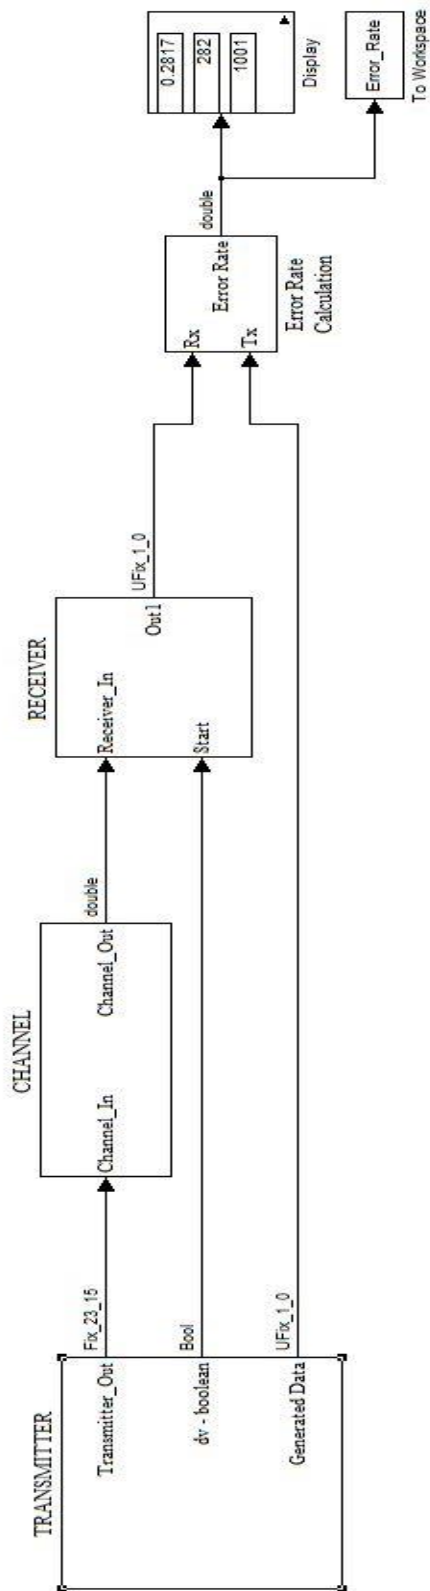 TRANSMITTER
Transmitter_Out
dv - boolean
Generated Data
Fix_23_15
Bool
UFix_1_0
CHANNEL
Channel_In
Channel_Out
double
RECEIVER
Receiver_In
Start
Out1
UFix_1_0
Rx
Tx
Error Rate
Error Rate
Calculation
double
0.2817
282
1001
Display
Error_Rate
To Workspace